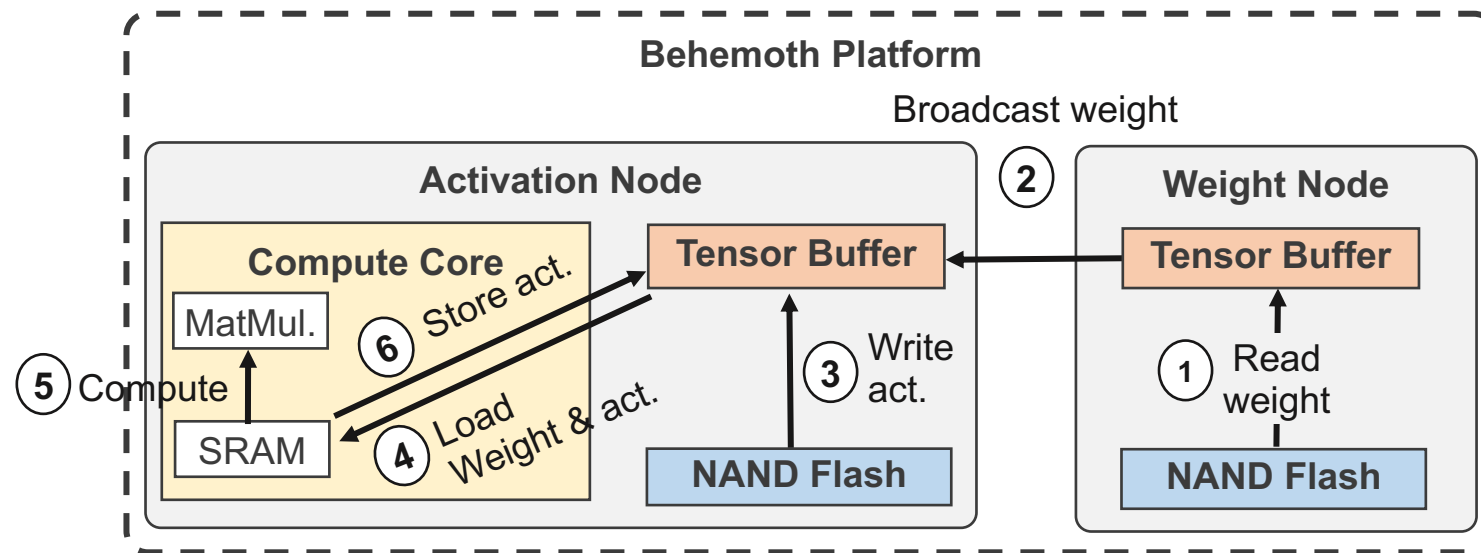 Behemoth Platform
Broadcast weight
2
Activation Node
Compute Core
MatMul.
5 Compute
SRAM
6 Store act.
4 Load
Weight & act.
Tensor Buffer
3 Write
act.
NAND Flash
Weight Node
Tensor Buffer
1 Read
weight
NAND Flash